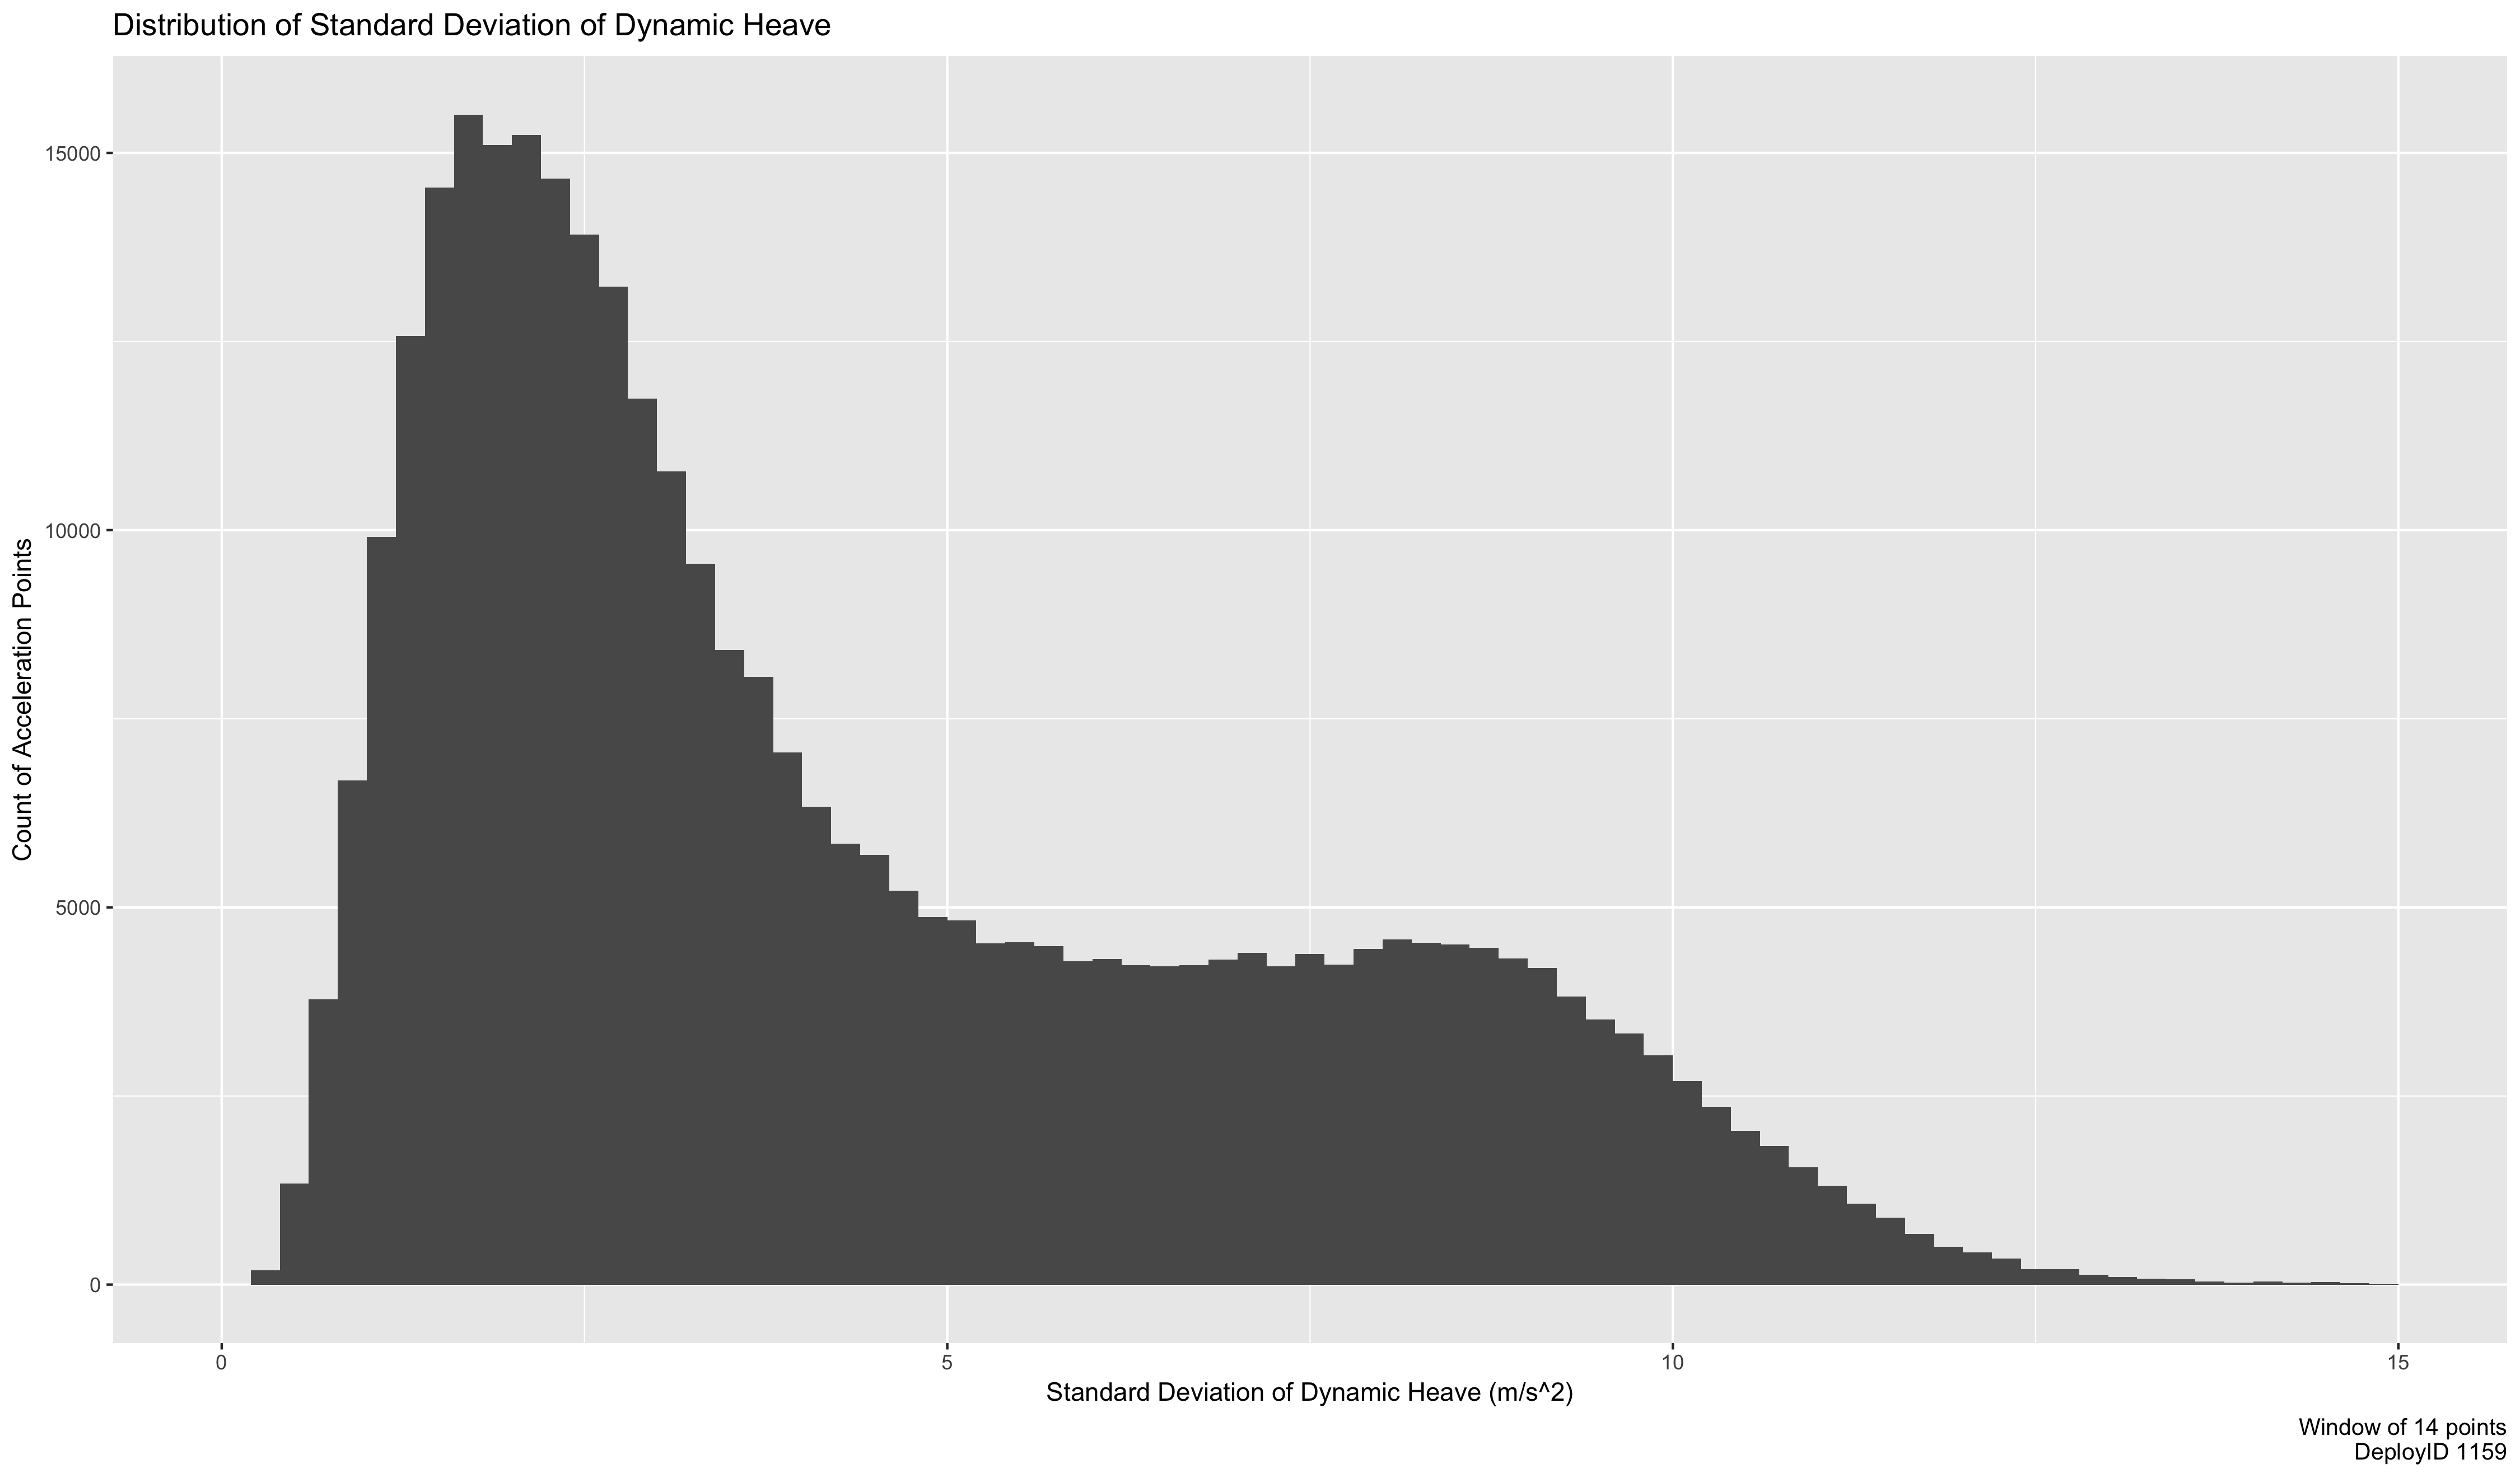 Distribution of Standard Deviation of Dynamic Heave
Count of Acceleration Points
15000
10000
5000
0
0
5
10
15
Standard Deviation of Dynamic Heave (m/s^2)
Window of 14 points
DeployID 1159